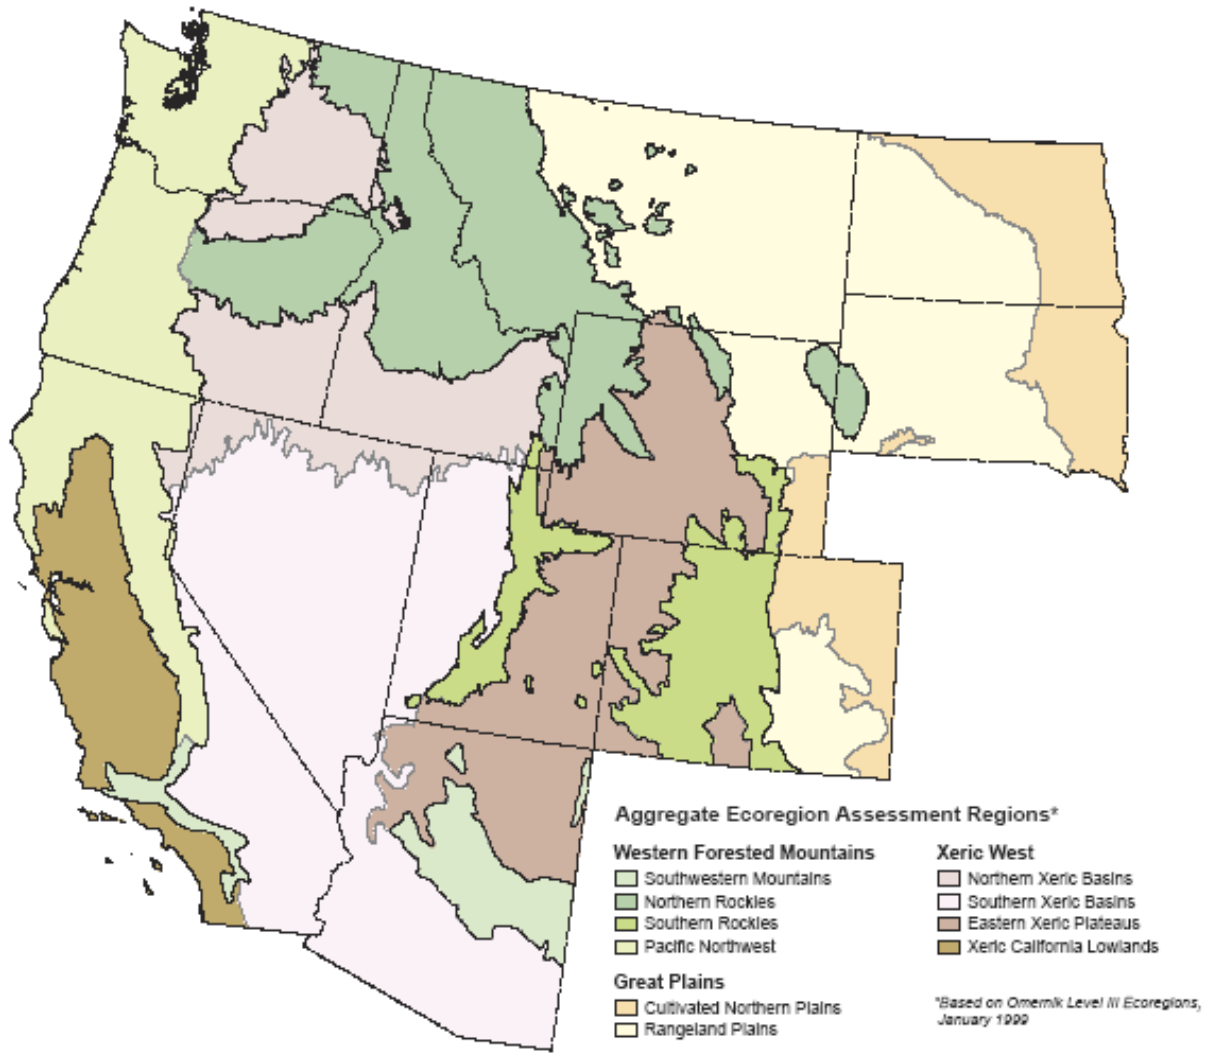 Aggregate Ecoregion Assessment Regions*
Western Forested Mountains
Southwestern Mountains
Northern Rockies
Southern Rockies
Pacific Northwest
Great Plains
Cultivated Northern Plains
Rangeland Plains
Xeric West
Northern Xeric Basins
Southern Xeric Basins
Eastern Xeric Plateaus
Xeric California Lowlands
*Based on Omernik Level III Ecoregions,
January 1999